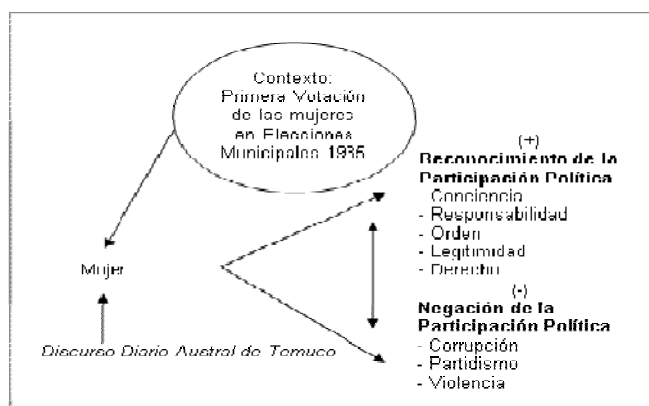 Contexto:
Primera Votación
de las mujeres
en Elecciones
Municipales 1935
(+)
Reconocimiento de la
Participación Política
- Conciencia
- Responsabilidad
- Orden
- Legitimidad
- Derecho
Mujer
(-)
Negación de la
Participación Política
- Corrupción
- Partidismo
- Violencia
Discurso Diario Austral de Temuco